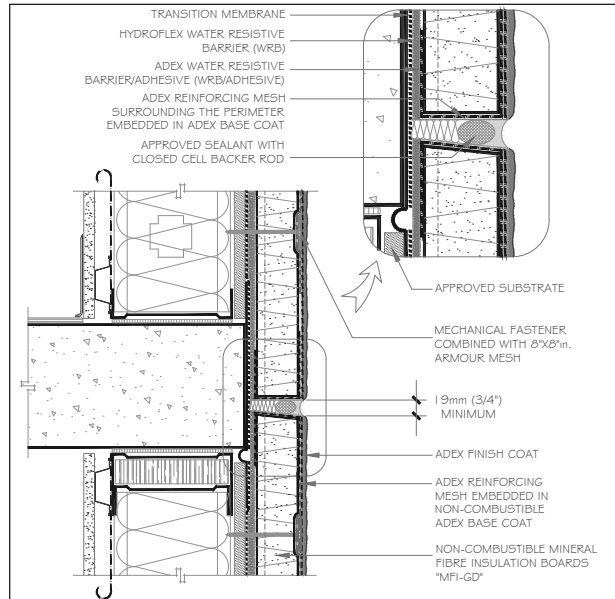 TRANSITION MEMBRANE
HYDROFLEX WATER RESISTIVE
BARRIER (WRB)
ADEX WATER RESISTIVE
BARRIER/ADHESIVE (WRB/ADHESIVE)
ADEX REINFORCING MESH
SURROUNDING THE PERIMETER
EMBEDDED IN ADEX BASE COAT
APPROVED SEALANT WITH
CLOSED CELL BACKER ROD
APPROVED SUBSTRATE
MECHANICAL FASTENER
COMBINED WITH 8"X8"in.
ARMOUR MESH
19mm (3/4")
MINIMUM
ADEX FINISH COAT
ADEX REINFORCING
MESH EMBEDDED IN
NON-COMBUSTIBLE
ADEX BASE COAT
NON-COMBUSTIBLE MINERAL
FIBRE INSULATION BOARDS
"MFI-GD"